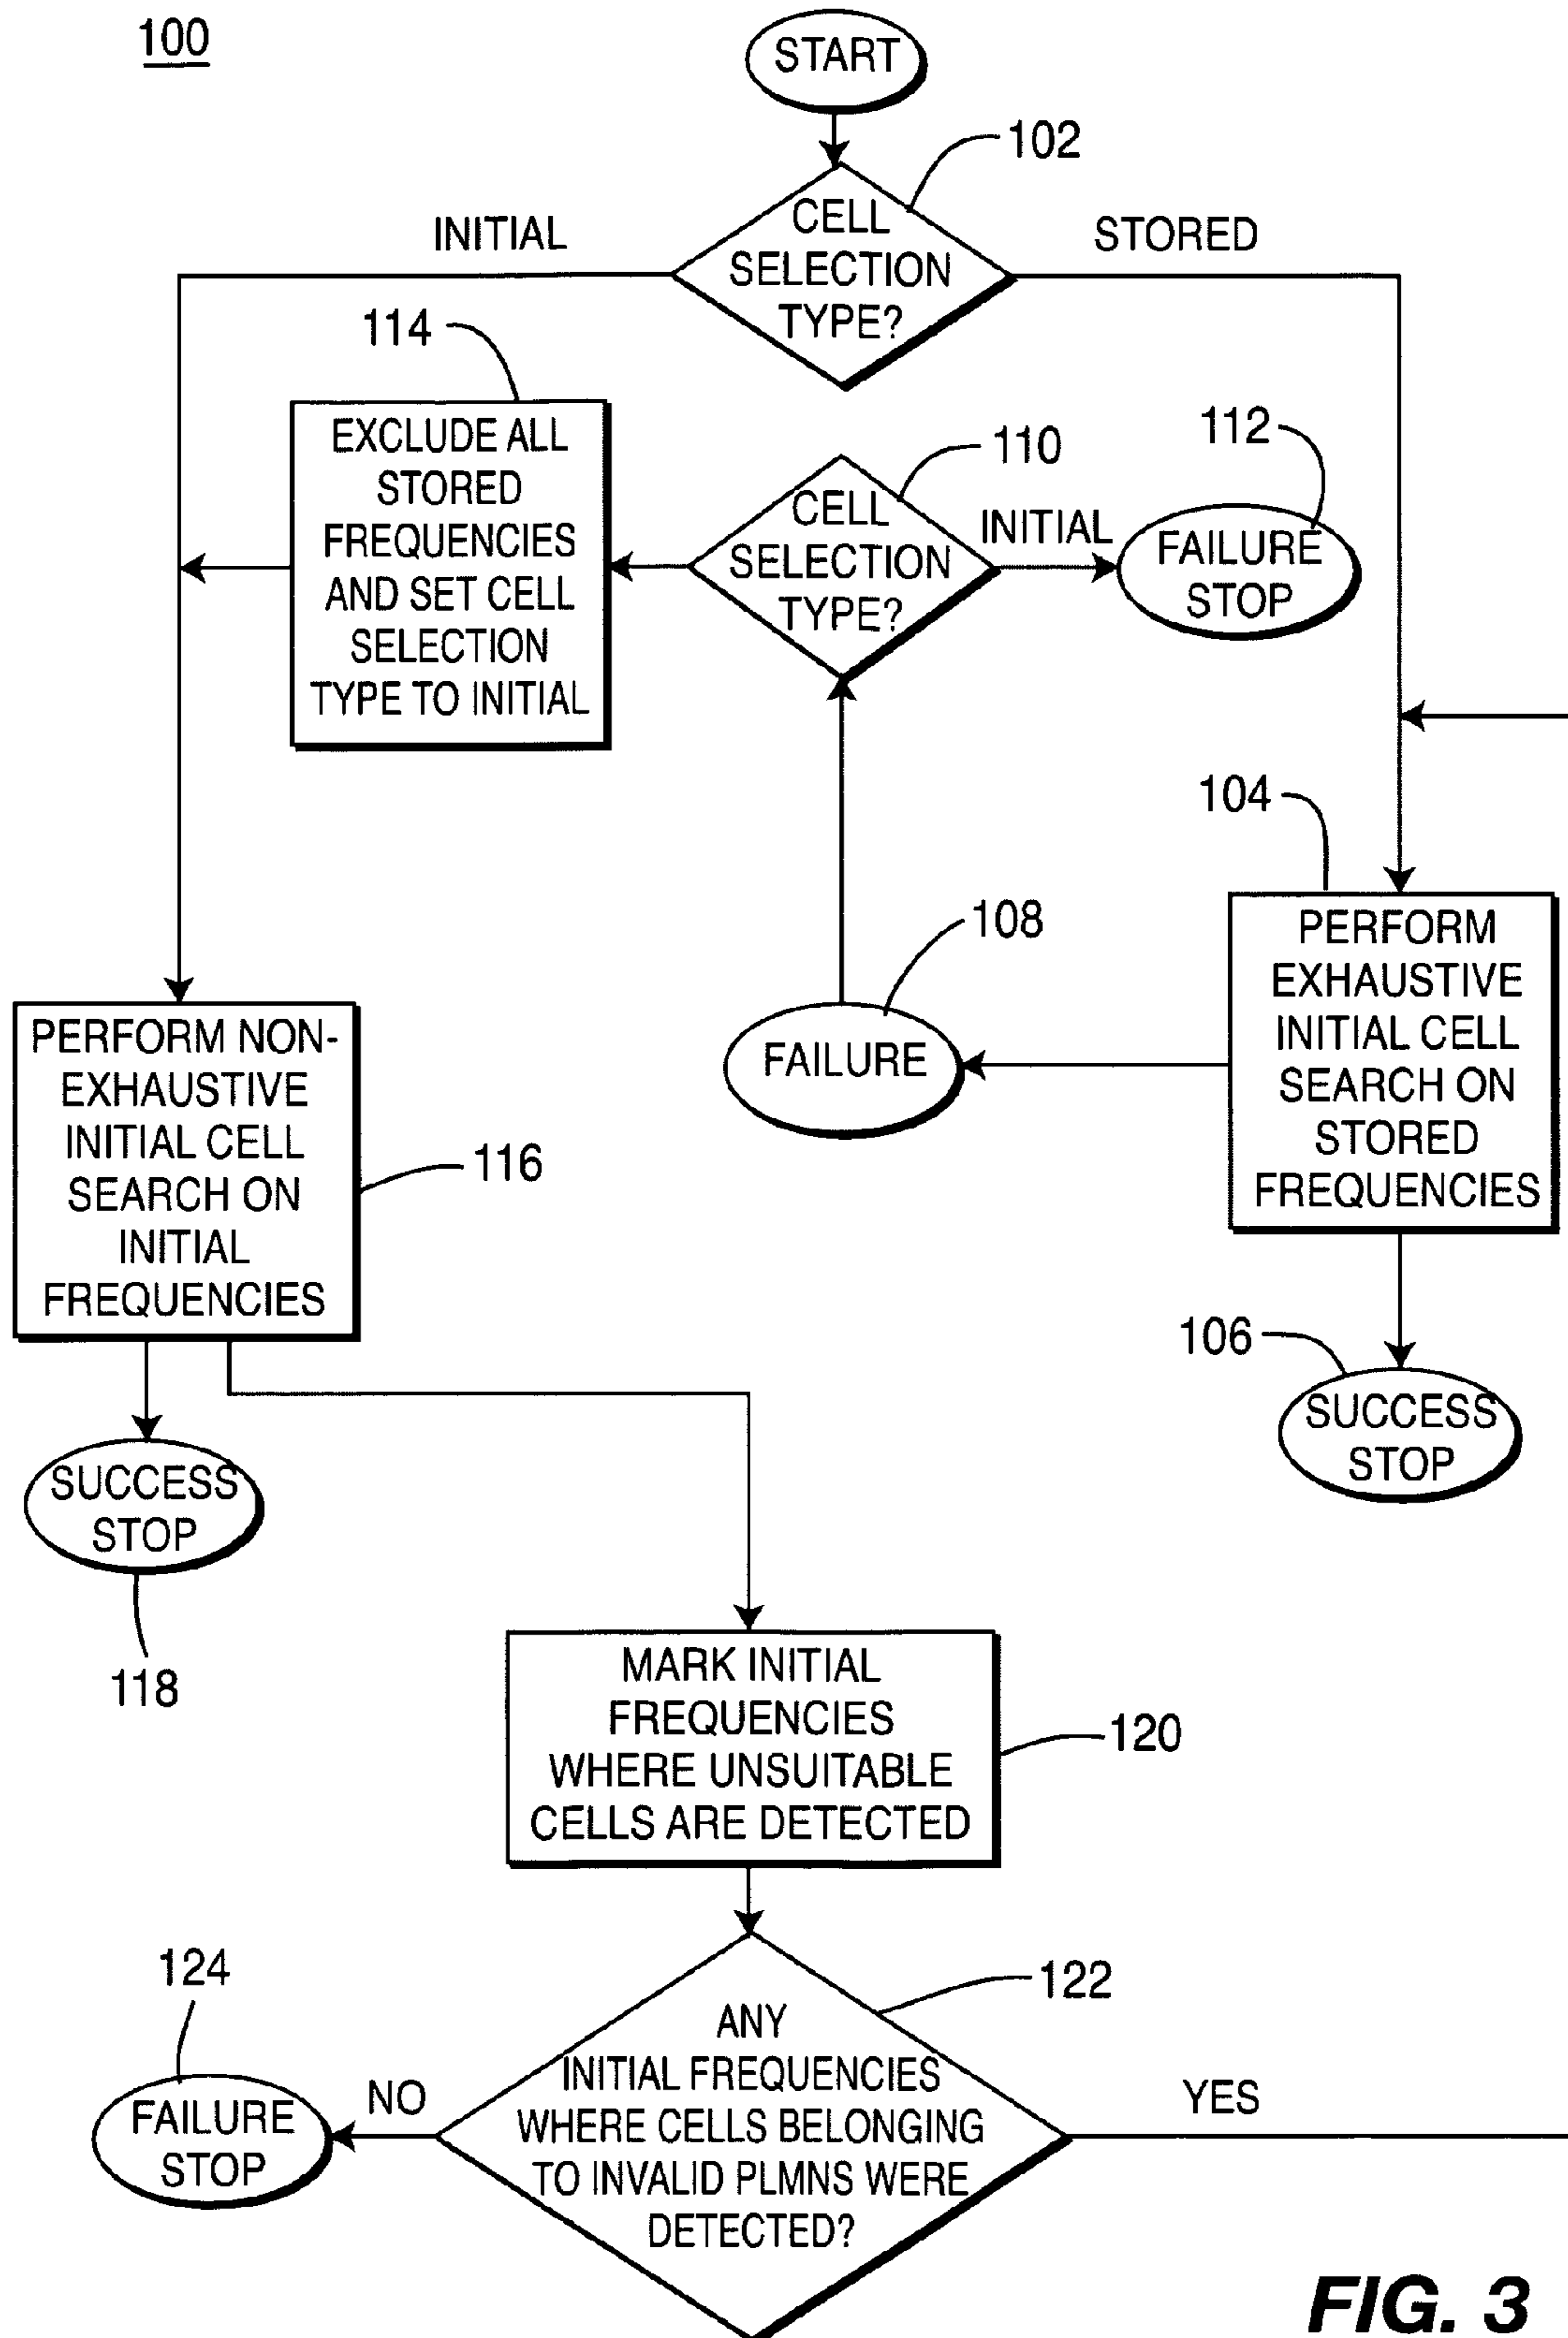 100
START
102
CELL
SELECTION
TYPE?
INITIAL
STORED
114
EXCLUDE ALL
STORED
FREQUENCIES
AND SET CELL
SELECTION
TYPE TO INITIAL
110
CELL
SELECTION
TYPE?
INITIAL
112
FAILURE
STOP
104
PERFORM
EXHAUSTIVE
INITIAL CELL
SEARCH ON
STORED
FREQUENCIES
108
FAILURE
PERFORM NON-
EXHAUSTIVE
INITIAL CELL
SEARCH ON
INITIAL
FREQUENCIES
116
106
SUCCESS
STOP
SUCCESS
STOP
118
MARK INITIAL
FREQUENCIES
WHERE UNSUITABLE
CELLS ARE DETECTED
120
122
ANY
INITIAL FREQUENCIES
WHERE CELLS BELONGING
TO INVALID PLMNS WERE
DETECTED?
124
FAILURE
STOP
NO
YES
FIG. 3